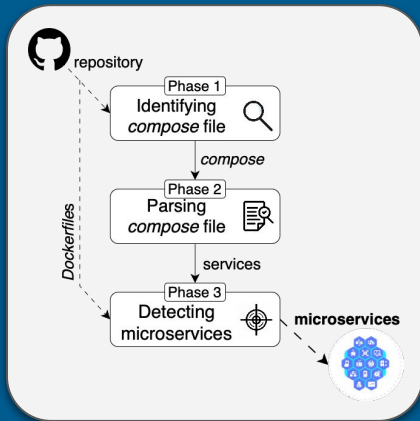 repository
Phase 1
Identifying
compose file
compose
Phase 2
Parsing
compose file
Dockerfiles
services
Phase 3
Detecting
microservices
microservices